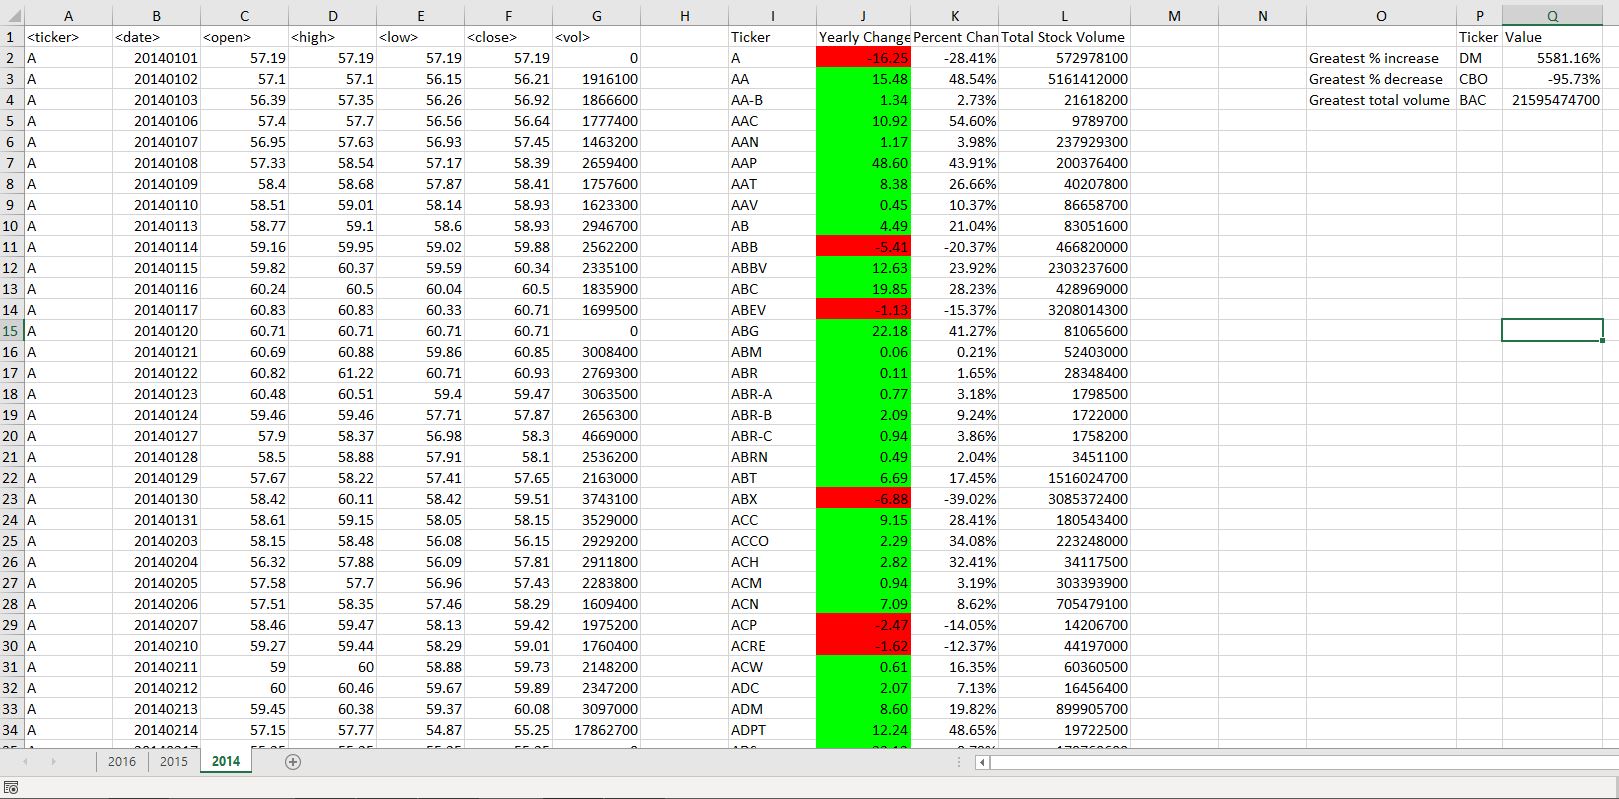 A B C D E F G H I J K L M N O P Q
1 <ticker> <date> <open> <high> <low> <close> <vol> Ticker Yearly Change Percent Chan Total Stock Volume Ticker Value
2 A 20140101 57.19 57.19 57.19 57.19 0 A -16.25 -28.41% 572978100 Greatest % increase DM 5581.16%
3 A 20140102 57.1 57.1 56.15 56.21 1916100 AA 15.48 48.54% 5161412000 Greatest % decrease CBO -95.73%
4 A 20140103 56.39 57.35 56.26 56.92 1866600 AA-B 1.34 2.73% 21618200 Greatest total volume BAC 21595474700
5 A 20140106 57.4 57.7 56.56 56.64 1777400 AAC 10.92 54.60% 9789700
6 A 20140107 56.95 57.63 56.93 57.45 1463200 AAN 1.17 3.98% 237929300
7 A 20140108 57.33 58.54 57.17 58.39 2659400 AAP 48.60 43.91% 200376400
8 A 20140109 58.4 58.68 57.87 58.41 1757600 AAT 8.38 26.66% 40207800
9 A 20140110 58.51 59.01 58.14 58.93 1623300 AAV 0.45 10.37% 86658700
10 A 20140113 58.77 59.1 58.6 58.93 2946700 AB 4.49 21.04% 83051600
11 A 20140114 59.16 59.95 59.02 59.88 2562200 ABB -5.41 -20.37% 466820000
12 A 20140115 59.82 60.37 59.59 60.34 2335100 ABBV 12.63 23.92% 2303237600
13 A 20140116 60.24 60.5 60.04 60.5 1835900 ABC 19.85 28.23% 428969000
14 A 20140117 60.83 60.83 60.33 60.71 1699500 ABEV -1.13 -15.37% 3208014300
15 A 20140120 60.71 60.71 60.71 60.71 0 ABG 22.18 41.27% 81065600
16 A 20140121 60.69 60.88 59.86 60.85 3008400 ABM 0.06 0.21% 52403000
17 A 20140122 60.82 61.22 60.71 60.93 2769300 ABR 0.11 1.65% 28348400
18 A 20140123 60.48 60.51 59.4 59.47 3063500 ABR-A 0.77 3.18% 1798500
19 A 20140124 59.46 59.46 57.71 57.87 2656300 ABR-B 2.09 9.24% 1722000
20 A 20140127 57.9 58.37 56.98 58.3 4669000 ABR-C 0.94 3.86% 1758200
21 A 20140128 58.5 58.88 57.91 58.1 2536200 ABRN 0.49 2.04% 3451100
22 A 20140129 57.67 58.22 57.41 57.65 2163000 ABT 6.69 17.45% 1516024700
23 A 20140130 58.42 60.11 58.42 59.51 3743100 ABX -6.88 -39.02% 3085372400
24 A 20140131 58.61 59.15 58.05 58.15 3529000 ACC 9.15 28.41% 180543400
25 A 20140203 58.15 58.48 56.08 56.15 2929200 ACCO 2.29 34.08% 223248000
26 A 20140204 56.32 57.88 56.09 57.81 2911800 ACH 2.82 32.41% 34117500
27 A 20140205 57.58 57.7 56.96 57.43 2283800 ACM 0.94 3.19% 303393900
28 A 20140206 57.51 58.35 57.46 58.29 1609400 ACN 7.09 8.62% 705479100
29 A 20140207 58.46 59.47 58.13 59.42 1975200 ACP -2.47 -14.05% 14206700
30 A 20140210 59.27 59.44 58.29 59.01 1760400 ACRE -1.62 -12.37% 44197000
31 A 20140211 59 60 58.88 59.73 2148200 ACW 0.61 16.35% 60360500
32 A 20140212 60 60.46 59.67 59.89 2347200 ADC 2.07 7.13% 16456400
33 A 20140213 59.45 60.38 59.37 60.08 3097000 ADM 8.60 19.82% 899905700
34 A 20140214 57.15 57.77 54.87 55.25 17862700 ADPT 12.24 48.65% 19722500
2016 2015 2014